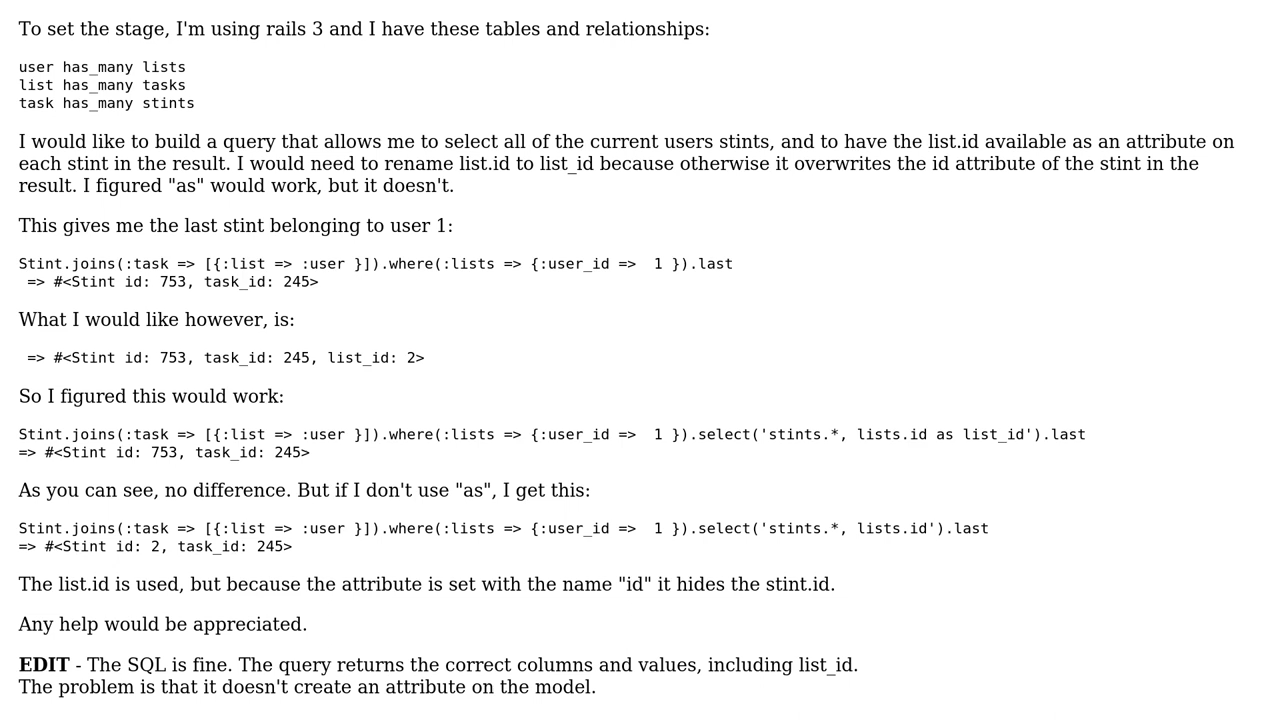 To set the stage, I'm using rails 3 and I have these tables and relationships:
user has_many lists
list has_many tasks
task has_many stints
I would like to build a query that allows me to select all of the current users stints, and to have the list.id available as an attribute on
each stint in the result. I would need to rename list.id to list_id because otherwise it overwrites the id attribute of the stint in the
result. I figured "as" would work, but it doesn't.
This gives me the last stint belonging to user 1:
Stint.joins(:task => [{:list => :user }]).where(:lists => {:user_id =>  1 }).last
 => #<Stint id: 753, task_id: 245>
What I would like however, is:
 => #<Stint id: 753, task_id: 245, list_id: 2>
So I figured this would work:
Stint.joins(:task => [{:list => :user }]).where(:lists => {:user_id =>  1 }).select('stints.*, lists.id as list_id').last
=> #<Stint id: 753, task_id: 245>
As you can see, no difference. But if I don't use "as", I get this:
Stint.joins(:task => [{:list => :user }]).where(:lists => {:user_id =>  1 }).select('stints.*, lists.id').last
=> #<Stint id: 2, task_id: 245>
The list.id is used, but because the attribute is set with the name "id" it hides the stint.id.
Any help would be appreciated.
EDIT - The SQL is fine. The query returns the correct columns and values, including list_id.
The problem is that it doesn't create an attribute on the model.